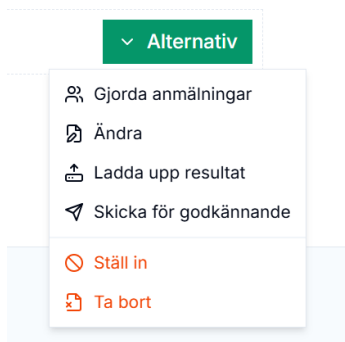 Alternativ
Gjorda anmälningar
Ändra
Ladda upp resultat
Skicka för godkännande
Ställ in
Ta bort